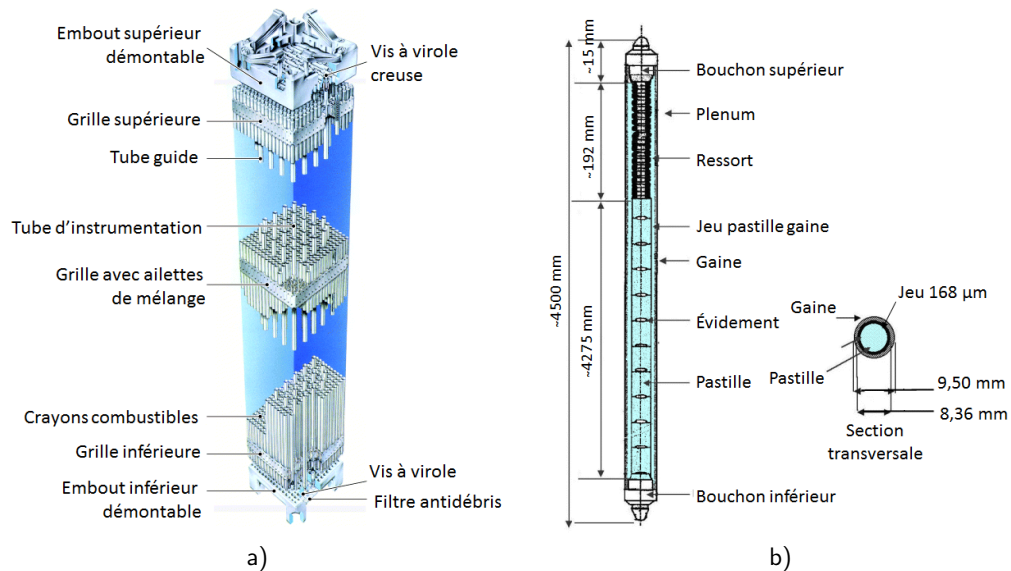 Embout supérieur
démontable
Vis à virole
creuse
Grille supérieure
Tube guide
Tube d'instrumentation
Grille avec ailettes
de mélange
Crayons combustibles
Grille inférieure
Embout inférieur
démontable
Vis à virole
Filtre antidébris
a)
~ 15 mm
~192 mm
~4500 mm
~4275 mm
Bouchon supérieur
Plenum
Ressort
Jeu pastille gaine
Gaine
Évidement
Pastille
Bouchon inférieur
Jeu 168 µm
Gaine
Pastille
9,50 mm
8,36 mm
Section
transversale
b)